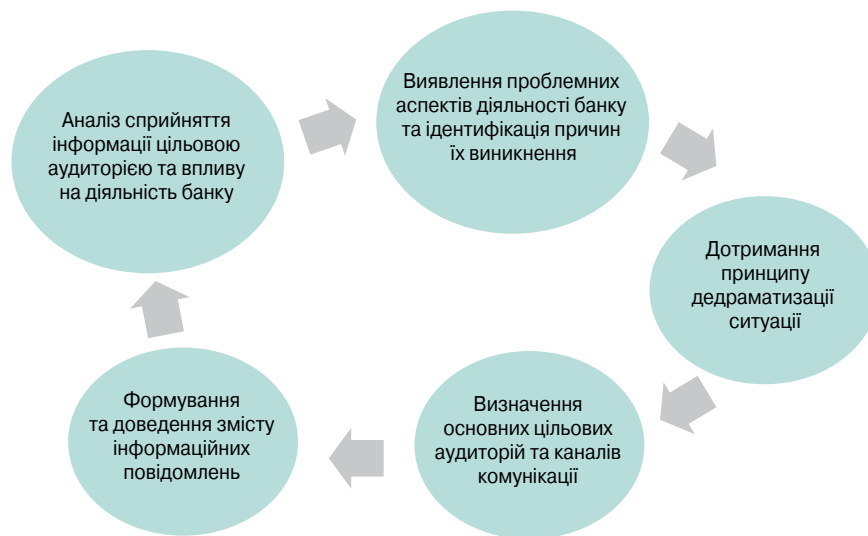 Аналіз сприйняття
інформації цільовою
аудиторією та впливу
на діяльність банку
Виявлення проблемних
аспектів діяльності банку
та ідентифікація причин
їх виникнення
Дотримання
принципу
дедраматизації
ситуації
Визначення
основних цільових
аудиторій та каналів
комунікації
Формування
та доведення змісту
інформаційних
повідомлень